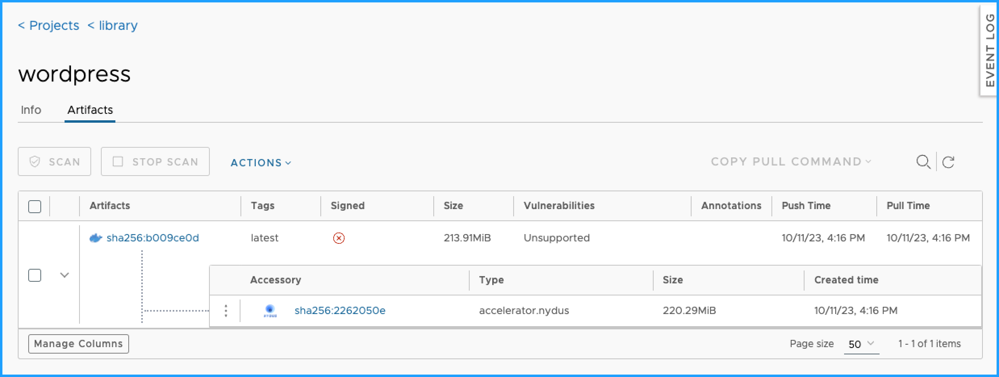 < Projects < library
EVENT LOG
wordpress
Info Artifacts
SCAN STOP SCAN ACTIONS COPY PULL COMMAND
Artifacts Tags Signed Size Vulnerabilities Annotations Push Time Pull Time
sha256:b009ce0d latest 213.91MiB Unsupported 10/11/23, 4:16 PM 10/11/23, 4:16 PM
Accessory Type Size Created time
NYDUS sha256:2262050e accelerator.nydus 220.29MiB 10/11/23, 4:16 PM
Manage Columns Page size 50 1 - 1 of 1 items